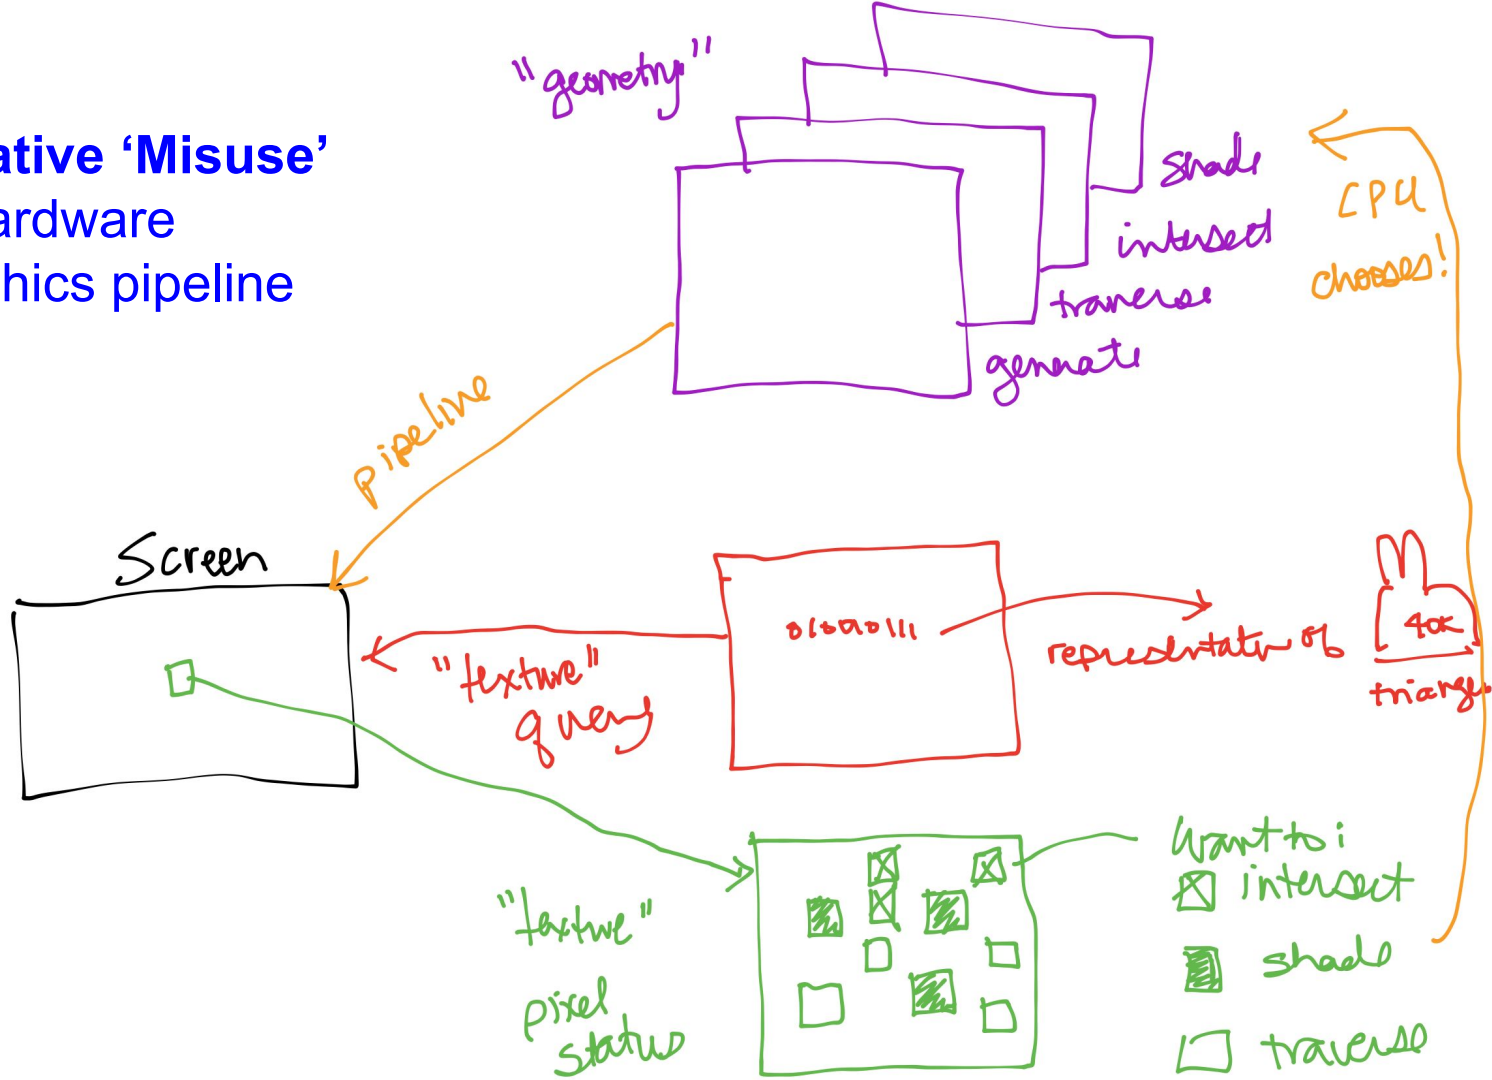 ative ‘Misuse’
ardware
hics pipeline
"geometry"
shade
intersect
traverse
generate
CPU
chooses!
pipeline
Screen
"texture"
query
representation of
40K
triangles
"texture"
pixel
status
Want to:
intersect
shade
traverse